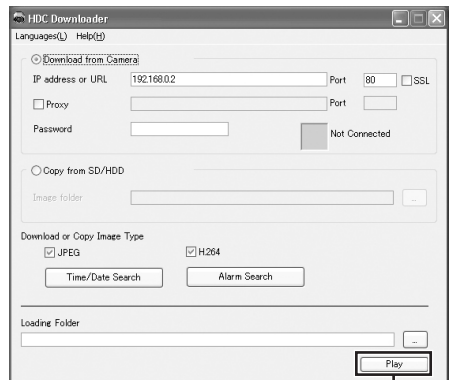 HDC Downloader
Languages(L) Help(H)
Download from Camera
IP address or URL 192.168.0.2 Port 80 SSL
Proxy Port
Password Not Connected
Copy from SD/HDD
Image folder ...
Download or Copy Image Type
JPEG H.264
Time/Date Search Alarm Search
Loading Folder
...
Play